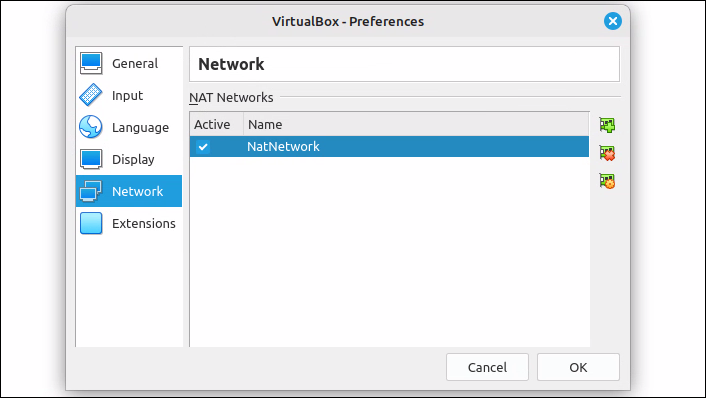 VirtualBox - Preferences
General
Input
Language
Display
Network
Extensions
Network
NAT Networks
Active Name
NatNetwork
Cancel OK